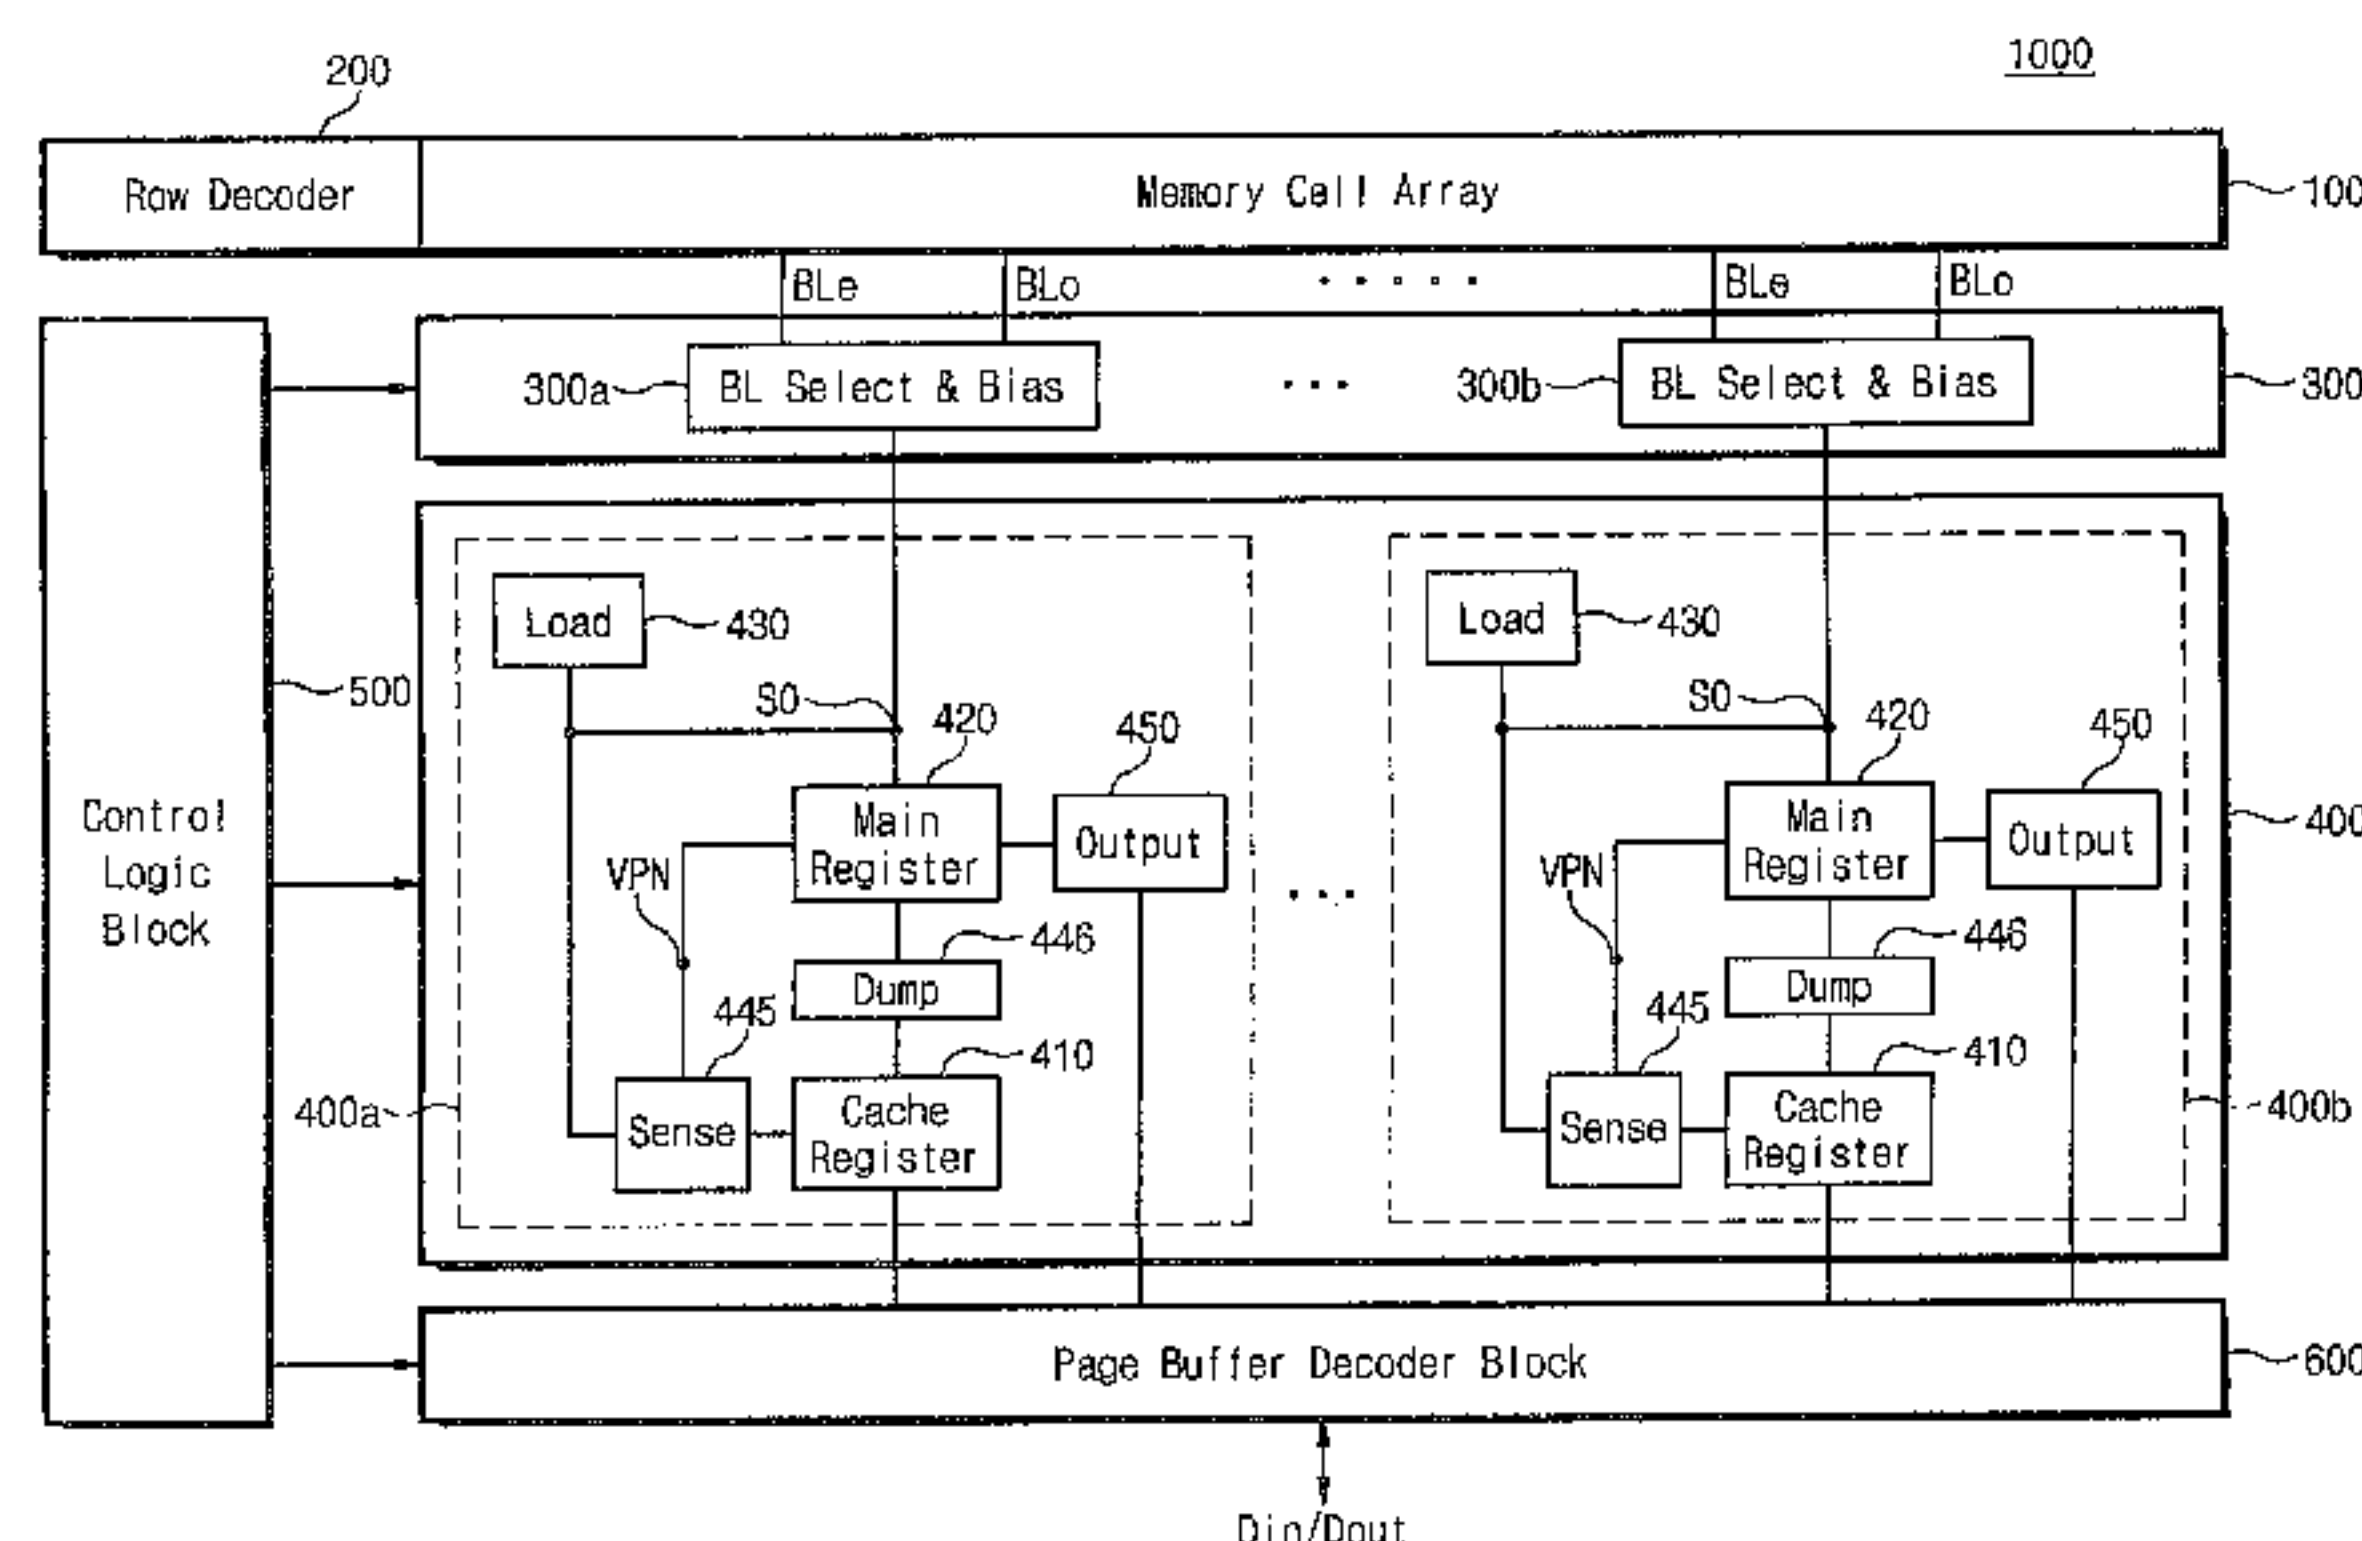 1000
200
Row Decoder
Memory Cell Array
100
BLe
BLo
BLe
BLo
300a
BL Select & Bias
300b
BL Select & Bias
300
Load
430
Load
430
500
S0
420
450
S0
420
450
Control
Logic
Block
Main
Register
Output
VPN
Main
Register
Output
VPN
400
446
Dump
446
Dump
445
410
445
410
400a
Sense
Cache
Register
Sense
Cache
Register
400b
Page Buffer Decoder Block
600
Din/Dout